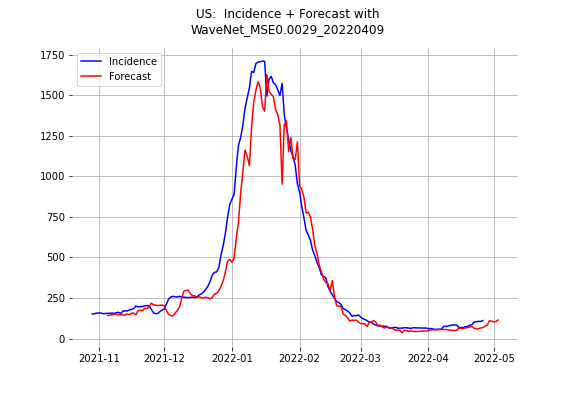 US:  Incidence + Forecast with
WaveNet_MSE0.0029_20220409
Incidence
Forecast
1750
1500
1250
1000
750
500
250
0
2021-11 2021-12 2022-01 2022-02 2022-03 2022-04 2022-05